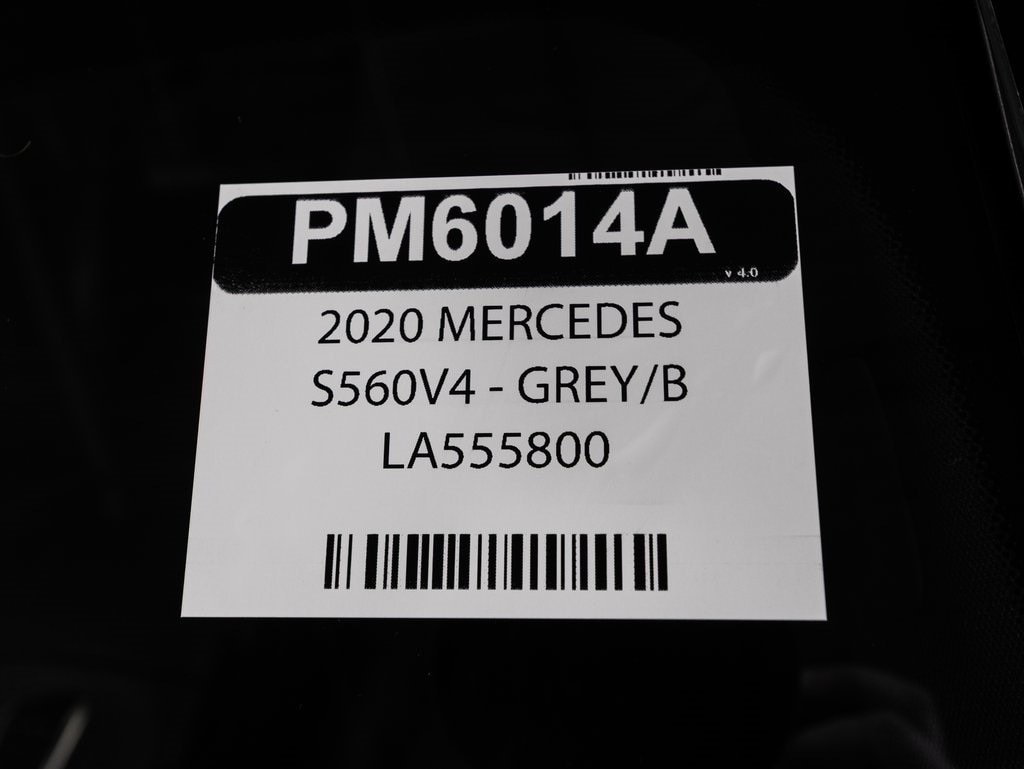 PM6014A
v 4.0
2020 MERCEDES
S560V4 - GREY/B
LA555800